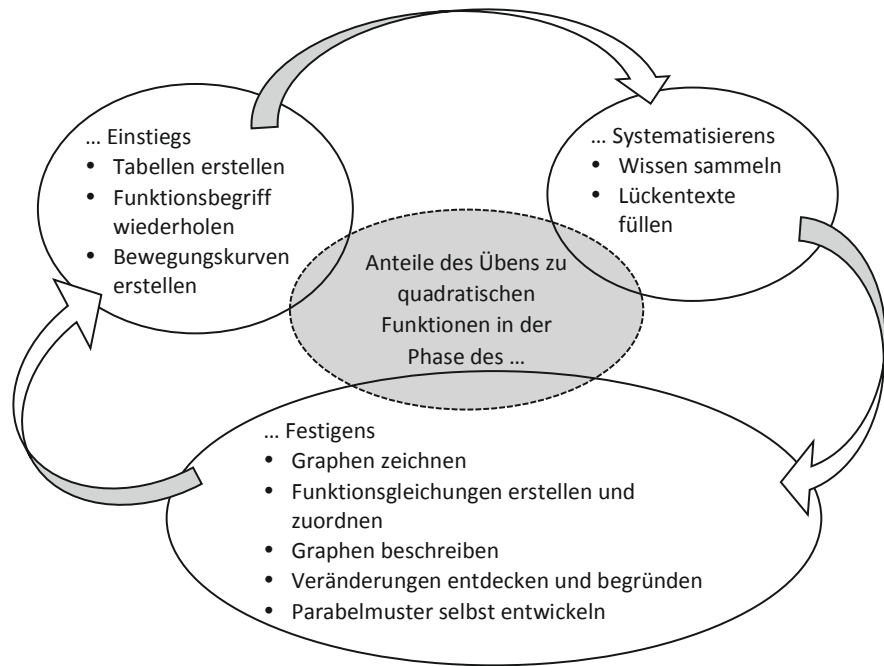 ... Einstiegs
• Tabellen erstellen
• Funktionsbegriff
wiederholen
• Bewegungskurven
erstellen
... Systematisierens
• Wissen sammeln
• Lückentexte
füllen
Anteile des Übens zu
quadratischen
Funktionen in der
Phase des ...
... Festigens
• Graphen zeichnen
• Funktionsgleichungen erstellen und
zuordnen
• Graphen beschreiben
• Veränderungen entdecken und begründen
• Parabelmuster selbst entwickeln